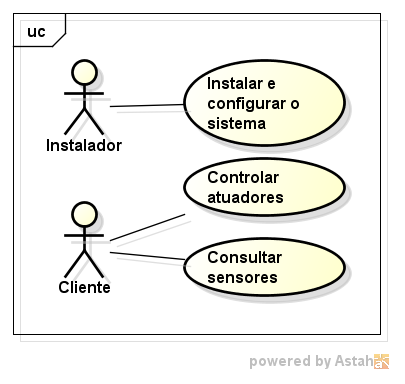 uc
Instalar e
configurar o
sistema
Instalador
Controlar
atuadores
Consultar
sensores
Cliente
powered by Astah